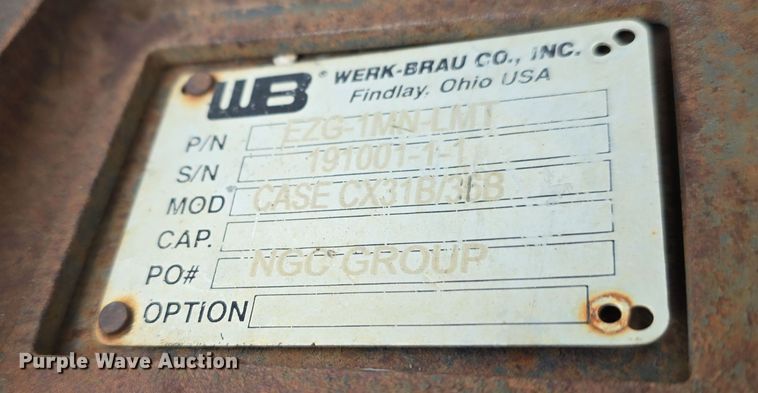 WB® WERK-BRAU CO., INC.
Findlay, Ohio USA
P/N EZG-1MN-LMT
S/N 191001-1-1
MOD CASE CX31B/36B
CAP.
PO# NGC GROUP
OPTION
Purple Wave Auction